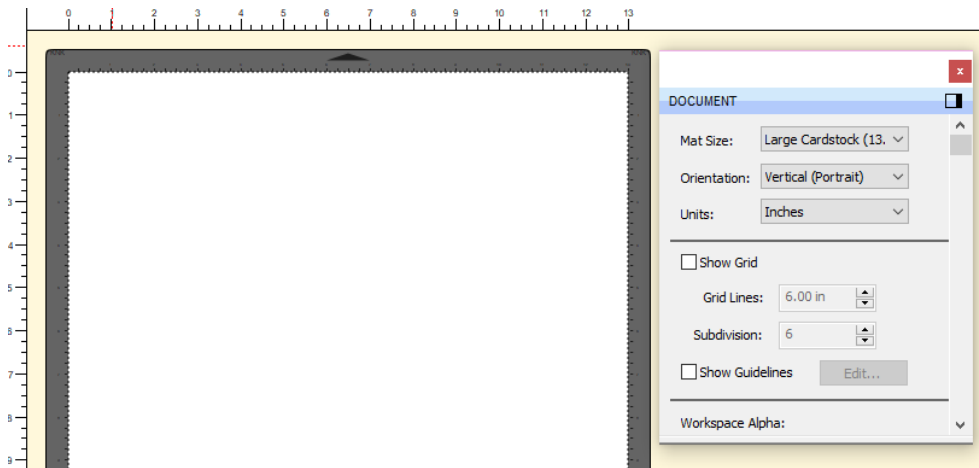 0 1 2 3 4 5 6 7 8 9 10 11 12 13
x
DOCUMENT
Mat Size: Large Cardstock (13.
Orientation: Vertical (Portrait)
Units: Inches
Show Grid
Grid Lines: 6.00 in
Subdivision: 6
Show Guidelines Edit...
Workspace Alpha:
0
1
2
3
4
5
6
7
8
9